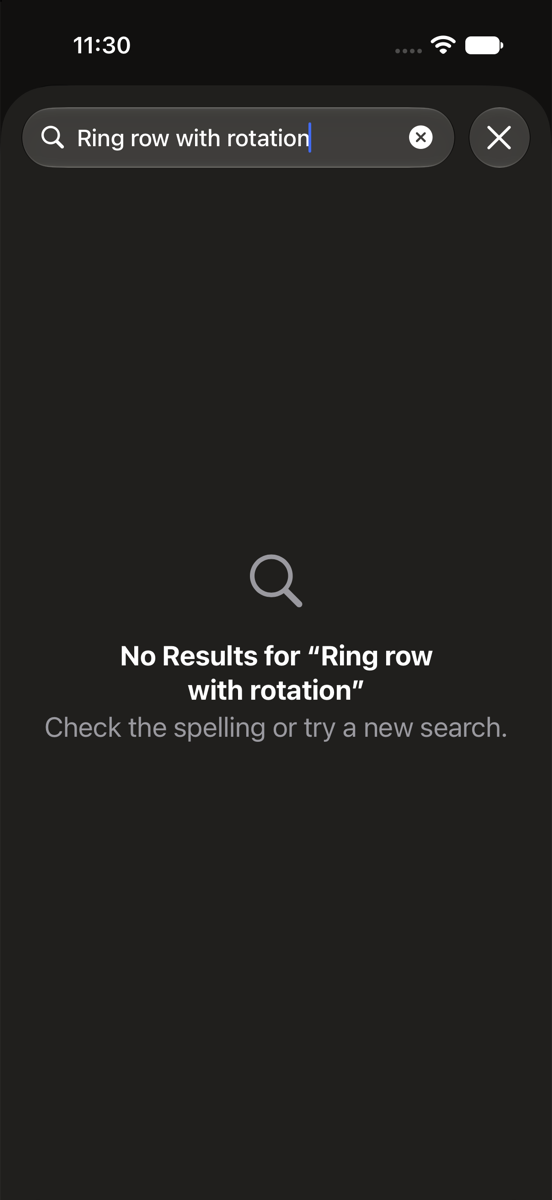 11:30
Ring row with rotation
No Results for “Ring row
with rotation”
Check the spelling or try a new search.